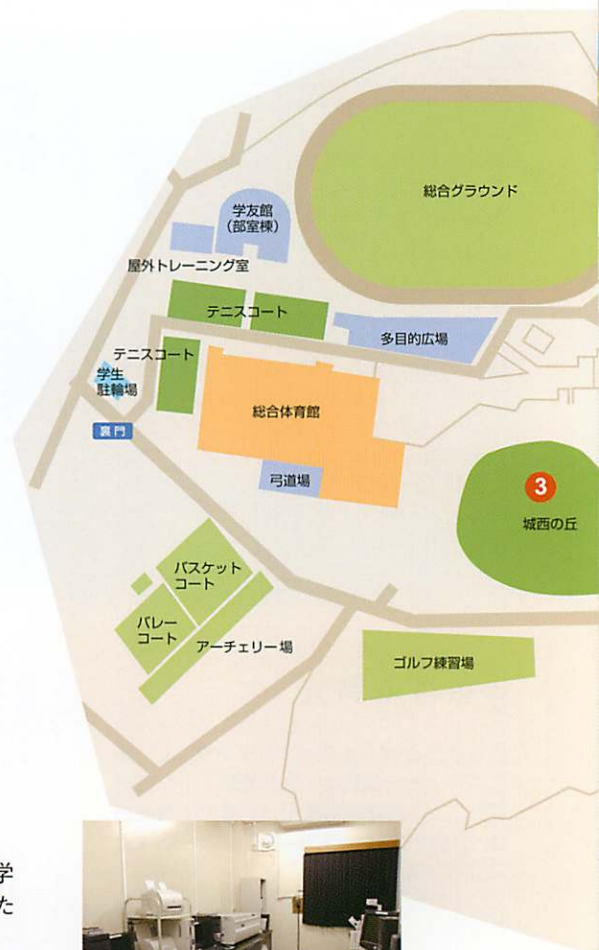 総合グラウンド
学友館
(部室棟)
屋外トレーニング室
テニスコート
多目的広場
テニスコート
学生
駐輪場
総合体育館
裏門
弓道場
3
城西の丘
バスケット
コート
バレー
コート
アーチェリー場
ゴルフ練習場
学
た